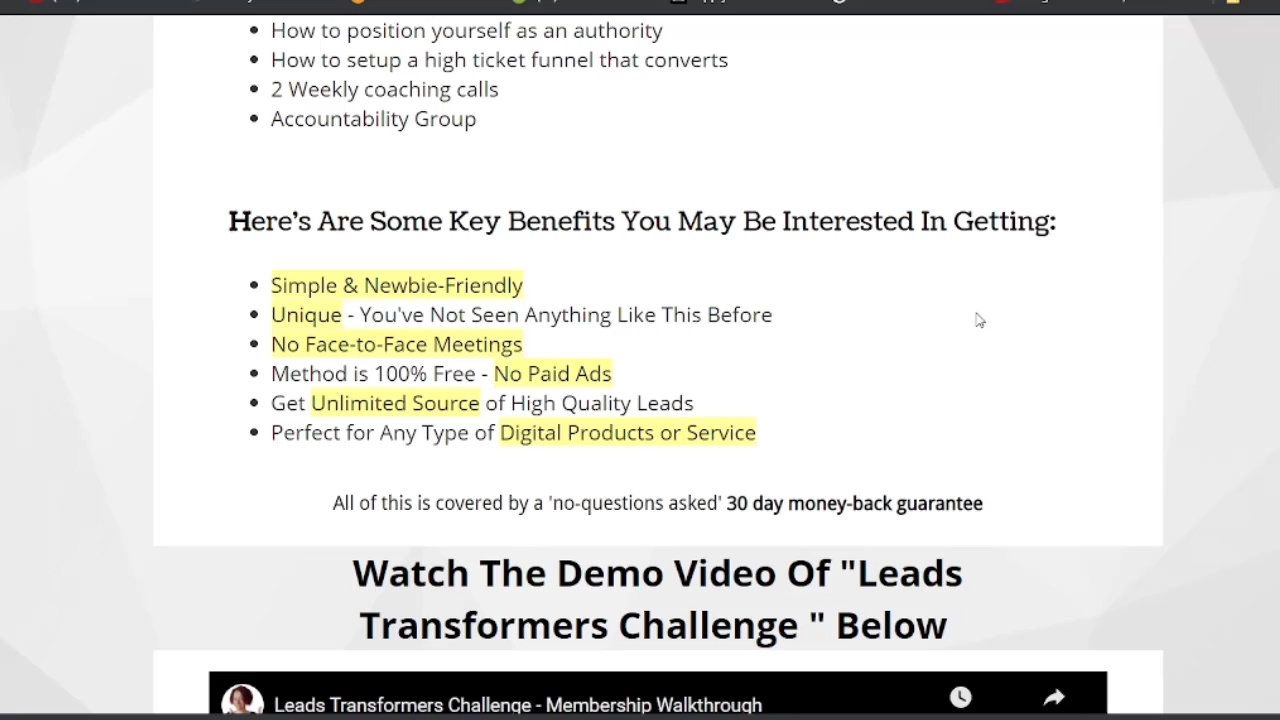 How to position yourself as an authority
How to setup a high ticket funnel that converts
2 Weekly coaching calls
Accountability Group
Here's Are Some Key Benefits You May Be Interested In Getting:
Simple & Newbie-Friendly
Unique - You've Not Seen Anything Like This Before
No Face-to-Face Meetings
Method is 100% Free - No Paid Ads
Get Unlimited Source of High Quality Leads
Perfect for Any Type of Digital Products or Service
All of this is covered by a 'no-questions asked' 30 day money-back guarantee
Watch The Demo Video Of "Leads
Transformers Challenge " Below
Leads Transformers Challenge - Membership Walkthrough